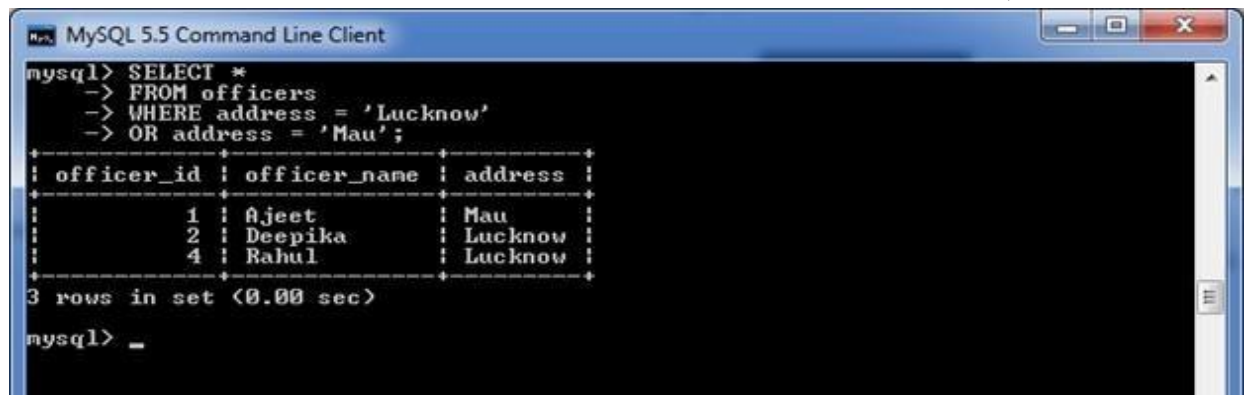 MySQL 5.5 Command Line Client
mysql> SELECT *
    -> FROM officers
    -> WHERE address = 'Lucknow'
    -> OR address = 'Mau';
+------------+--------------+---------+
| officer_id | officer_name | address |
+------------+--------------+---------+
|          1 | Ajeet        | Mau     |
|          2 | Deepika      | Lucknow |
|          4 | Rahul        | Lucknow |
+------------+--------------+---------+
3 rows in set (0.00 sec)
mysql> _